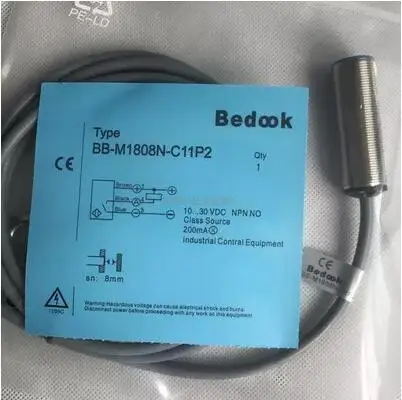 PE-LD
Bedook
Type
BB-M1808N-C11P2
Qty
1
CE
Brown
Black
Blue
10...30 VDC NPN.NO
Class Source
200mA
Industrial Contral Equipment
sn: 8mm
Warning:Hazardous voltage can cause electrical shock and burns.
Disconnect power before proceeding with any work on this equipment.
CE
Bedook